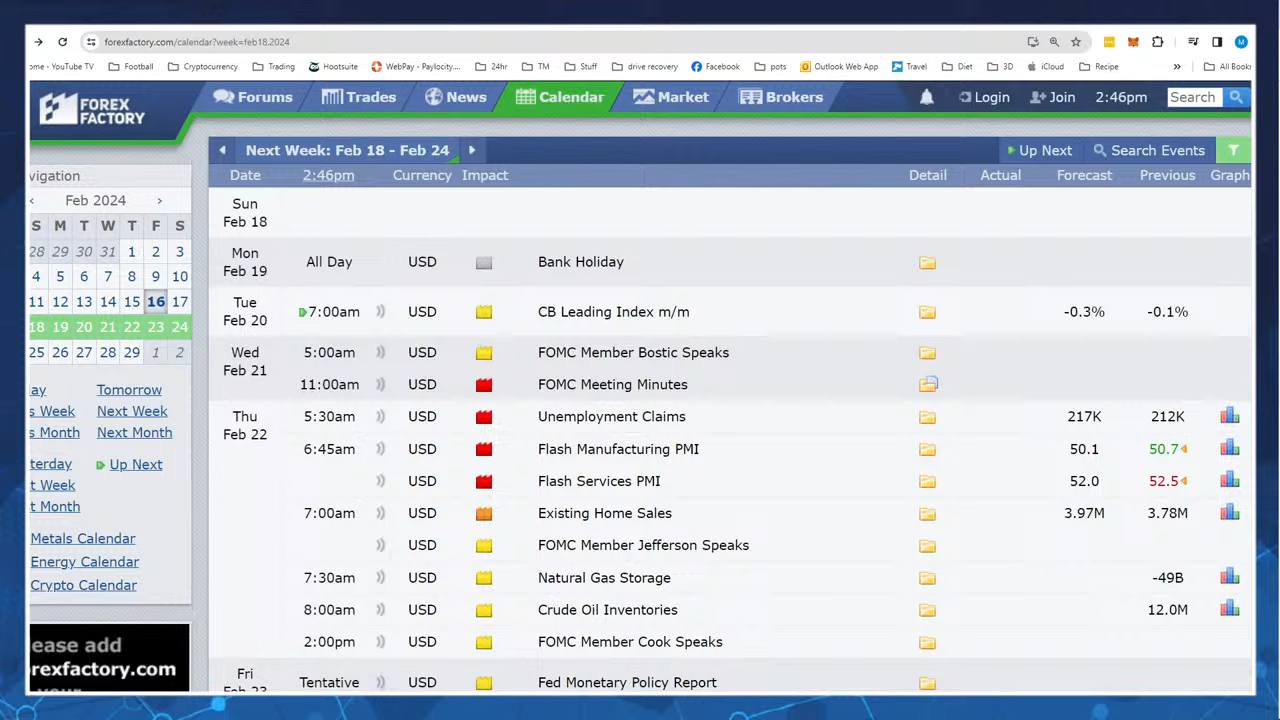 forexfactory.com/calendar?week=feb18.2024
ome - YouTube TV Football Cryptocurrency Trading Hootsuite WebPay - Paylocity.... 24hr TM Stuff drive recovery Facebook pots Outlook Web App Travel Diet 3D iCloud Recipe » All Book
FOREX FACTORY Forums Trades News Calendar Market Brokers Login Join 2:46pm Search
Next Week: Feb 18 - Feb 24 Up Next Search Events
Date 2:46pm Currency Impact Detail Actual Forecast Previous Graph
Sun
Feb 18
Mon
Feb 19 All Day USD Bank Holiday
Tue
Feb 20 7:00am USD CB Leading Index m/m -0.3% -0.1%
Wed
Feb 21 5:00am USD FOMC Member Bostic Speaks
11:00am USD FOMC Meeting Minutes
Thu
Feb 22 5:30am USD Unemployment Claims 217K 212K
6:45am USD Flash Manufacturing PMI 50.1 50.7
USD Flash Services PMI 52.0 52.5
7:00am USD Existing Home Sales 3.97M 3.78M
USD FOMC Member Jefferson Speaks
7:30am USD Natural Gas Storage -49B
8:00am USD Crude Oil Inventories 12.0M
2:00pm USD FOMC Member Cook Speaks
Fri
Feb 23 Tentative USD Fed Monetary Policy Report
vigation
‹ Feb 2024 ›
S M T W T F S
28 29 30 31 1 2 3
4 5 6 7 8 9 10
11 12 13 14 15 16 17
18 19 20 21 22 23 24
25 26 27 28 29 1 2
ay Tomorrow
s Week Next Week
s Month Next Month
terday Up Next
t Week
t Month
Metals Calendar
Energy Calendar
Crypto Calendar
ease add
rexfactory.com
your